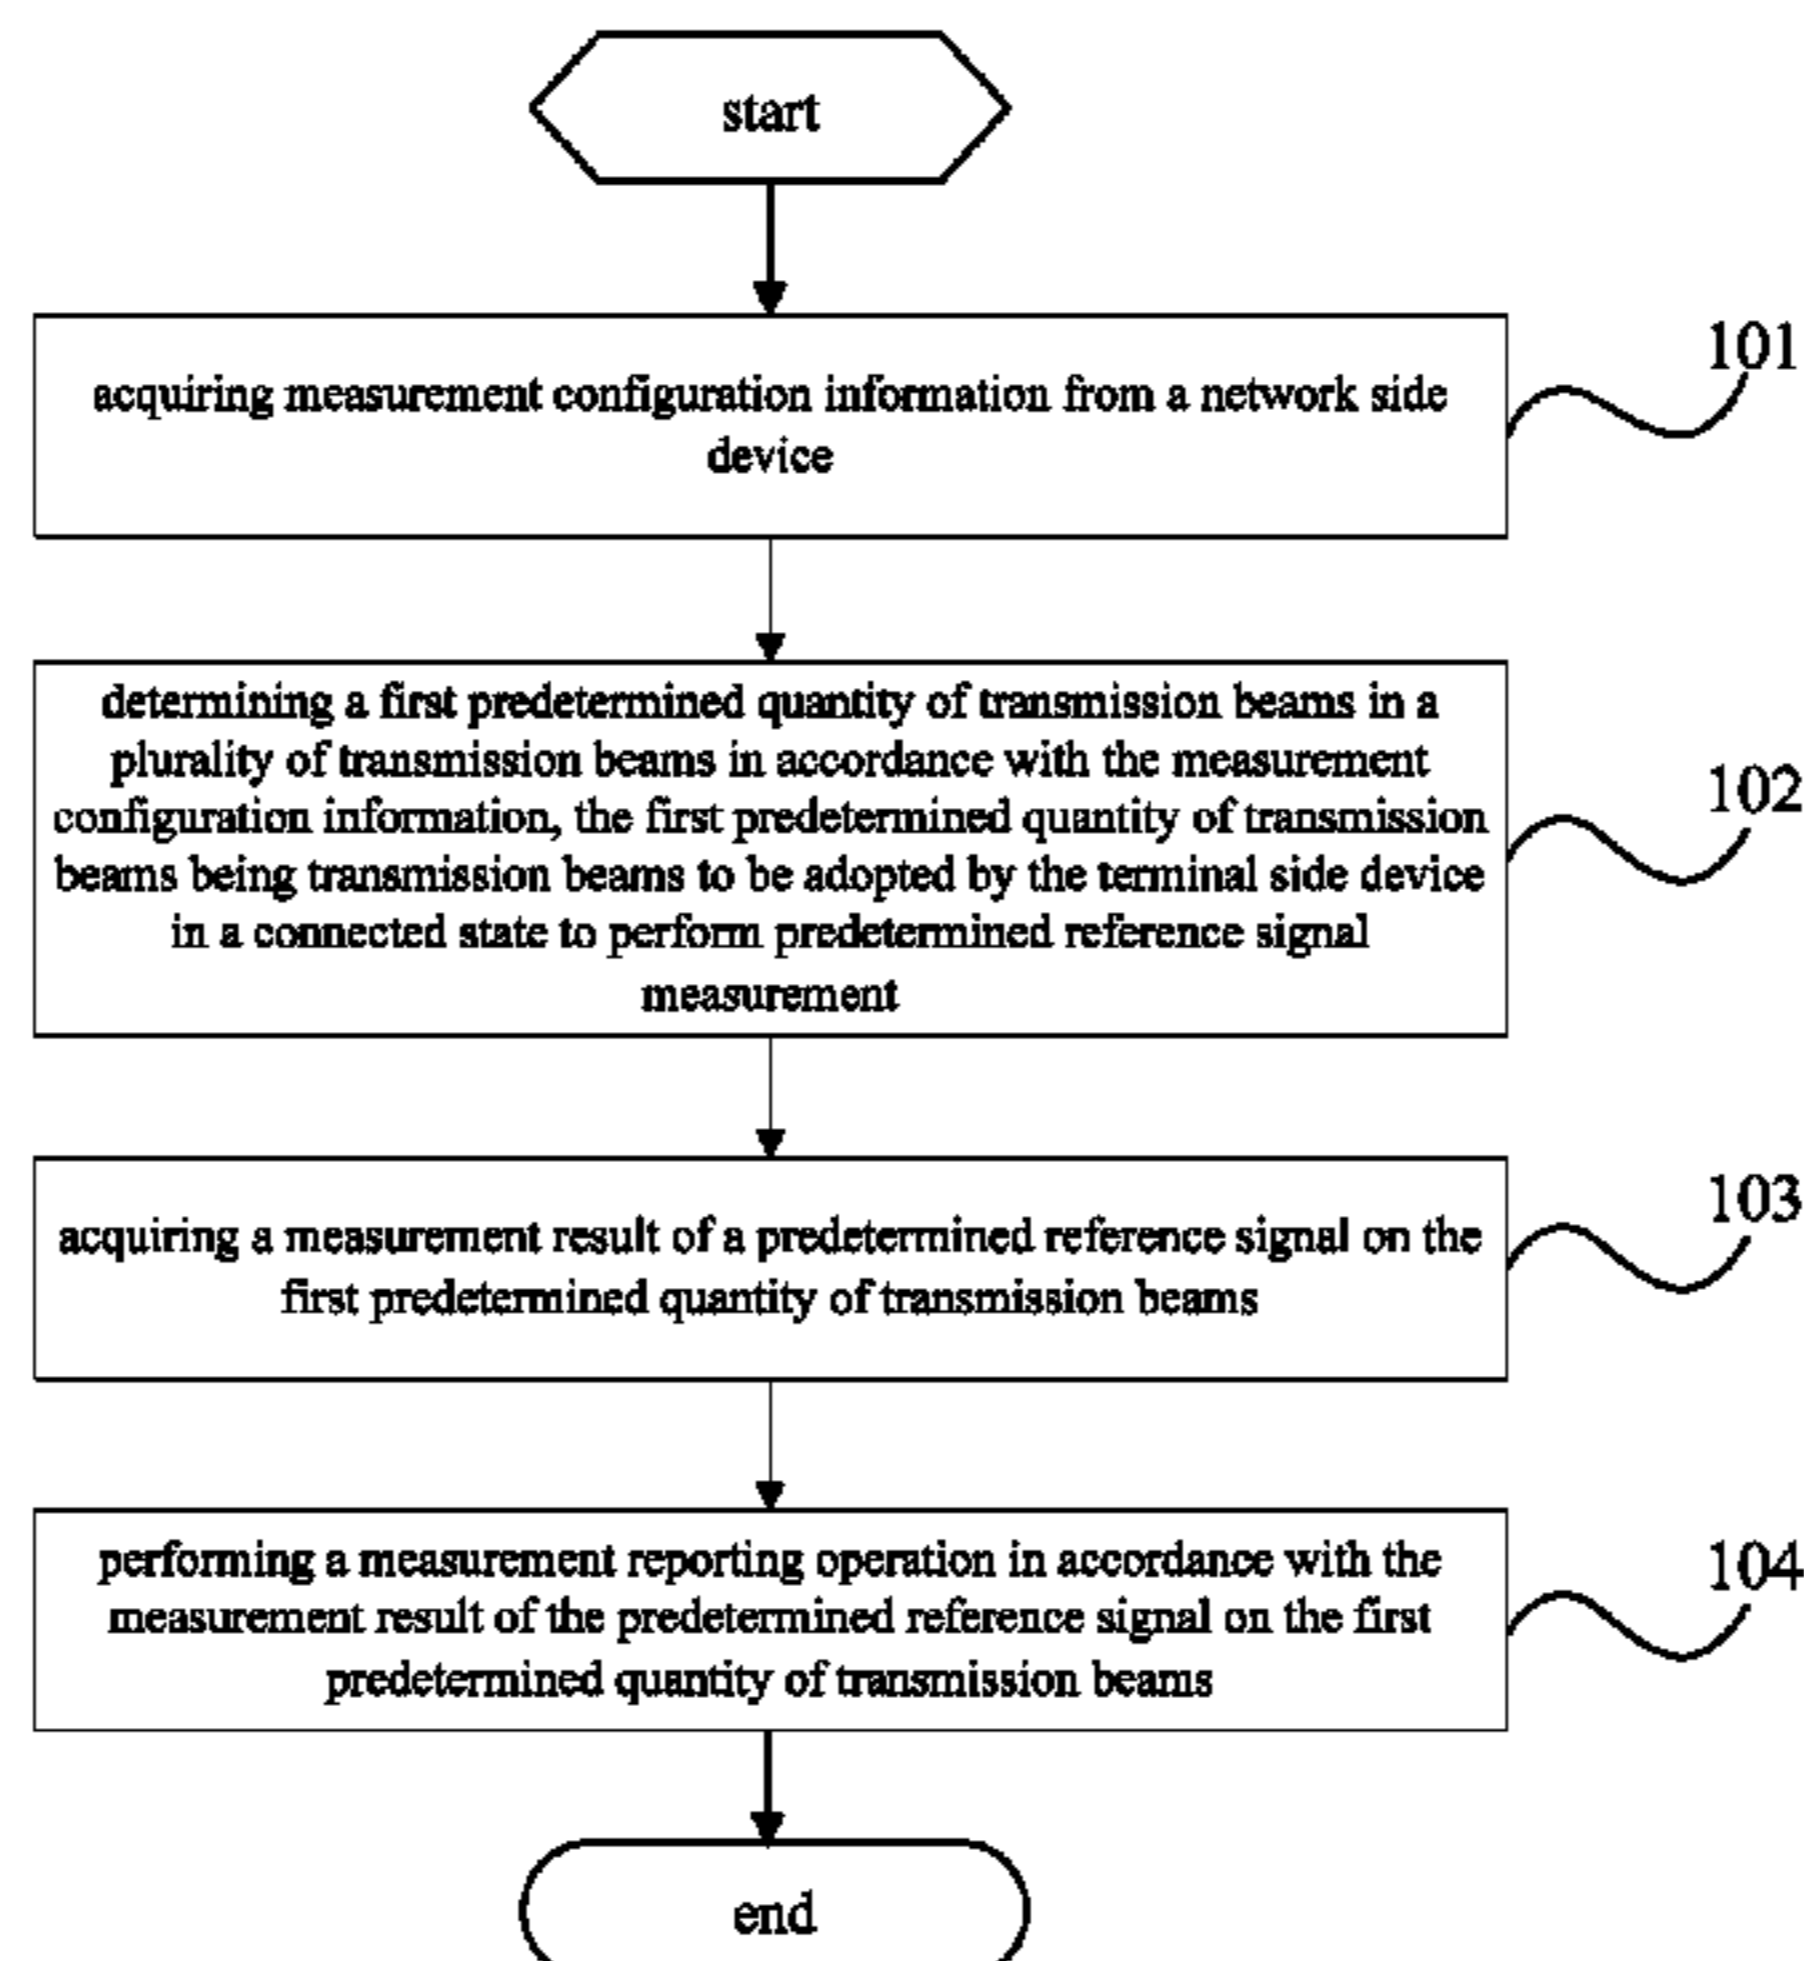 start
acquiring measurement configuration information from a network side
device
101
determining a first predetermined quantity of transmission beams in a
plurality of transmission beams in accordance with the measurement
configuration information, the first predetermined quantity of transmission
beams being transmission beams to be adopted by the terminal side device
in a connected state to perform predetermined reference signal
measurement
102
acquiring a measurement result of a predetermined reference signal on the
first predetermined quantity of transmission beams
103
performing a measurement reporting operation in accordance with the
measurement result of the predetermined reference signal on the first
predetermined quantity of transmission beams
104
end